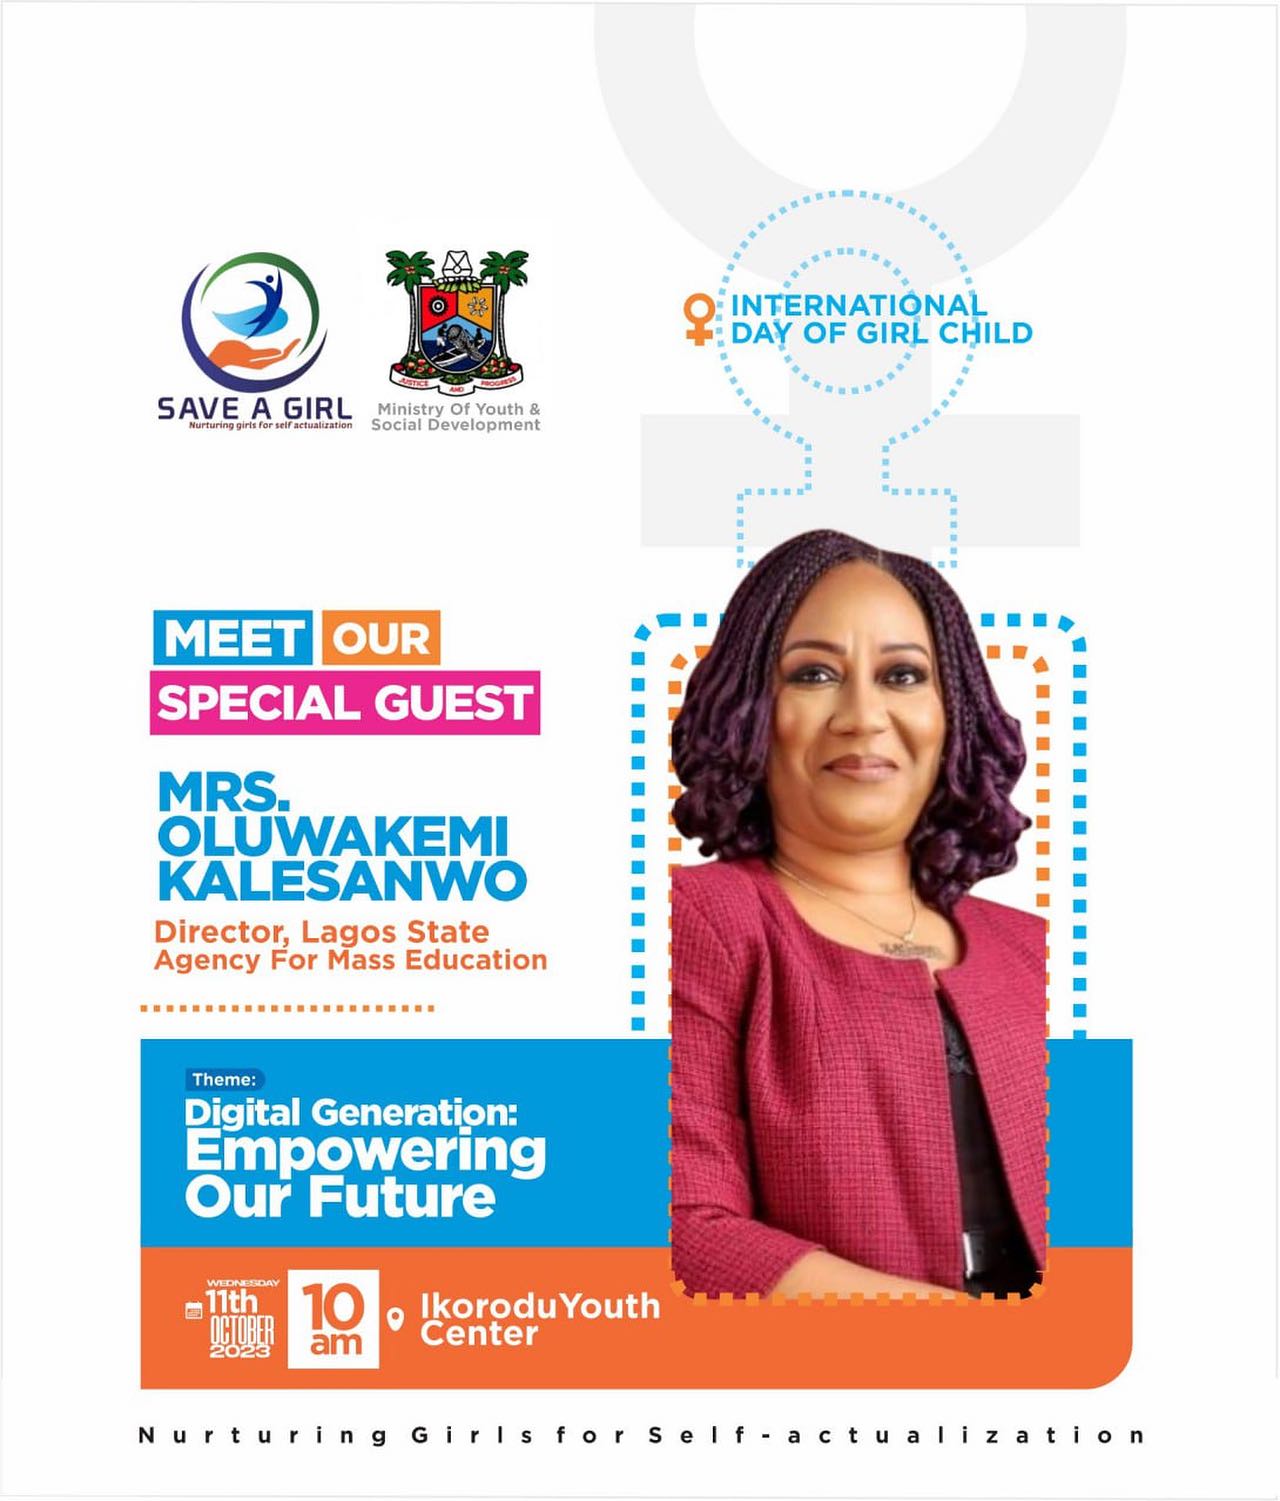 SAVE A GIRL
Nurturing girls for self actualization
JUSTICE AND PROGRESS
Ministry Of Youth &
Social Development
INTERNATIONAL
DAY OF GIRL CHILD
MEET OUR
SPECIAL GUEST
MRS.
OLUWAKEMI
KALESANWO
Director, Lagos State
Agency For Mass Education
Theme:
Digital Generation:
Empowering
Our Future
WEDNESDAY
11th
OCTOBER
2023
10
am
Ikorodu Youth
Center
Nurturing Girls for Self-actualization